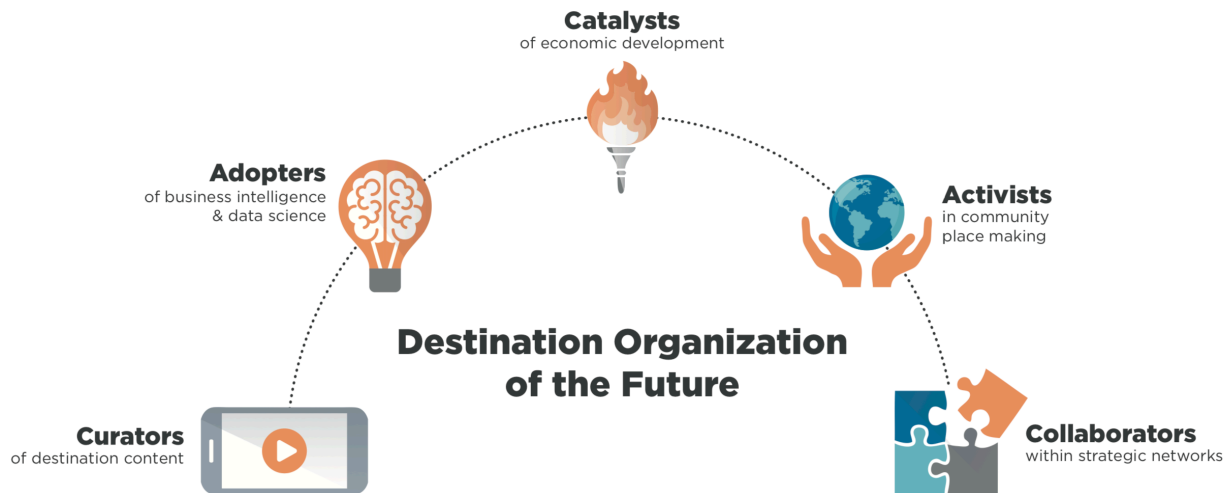 Catalysts
of economic development
Adopters
of business intelligence
& data science
Activists
in community
place making
Destination Organization
of the Future
Curators
of destination content
Collaborators
within strategic networks